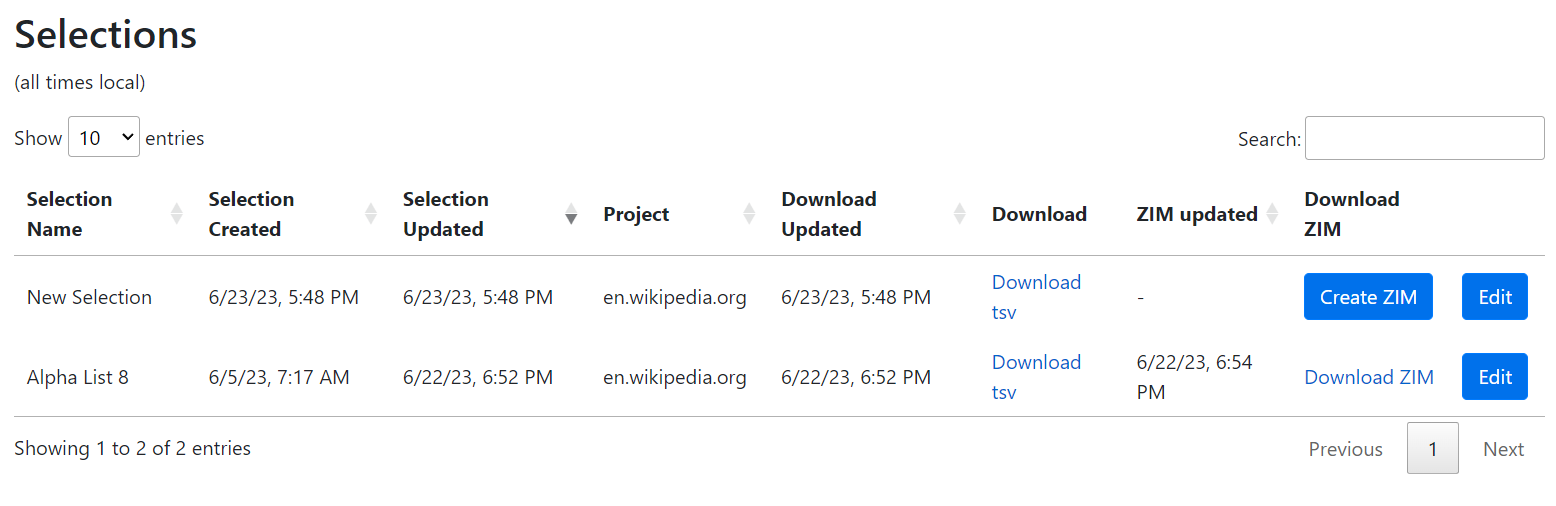 Selections
(all times local)
Show 10 entries Search:
Selection Name Selection Created Selection Updated Project Download Updated Download ZIM updated Download ZIM
New Selection 6/23/23, 5:48 PM 6/23/23, 5:48 PM en.wikipedia.org 6/23/23, 5:48 PM Download tsv - Create ZIM Edit
Alpha List 8 6/5/23, 7:17 AM 6/22/23, 6:52 PM en.wikipedia.org 6/22/23, 6:52 PM Download tsv 6/22/23, 6:54 PM Download ZIM Edit
Showing 1 to 2 of 2 entries Previous 1 Next